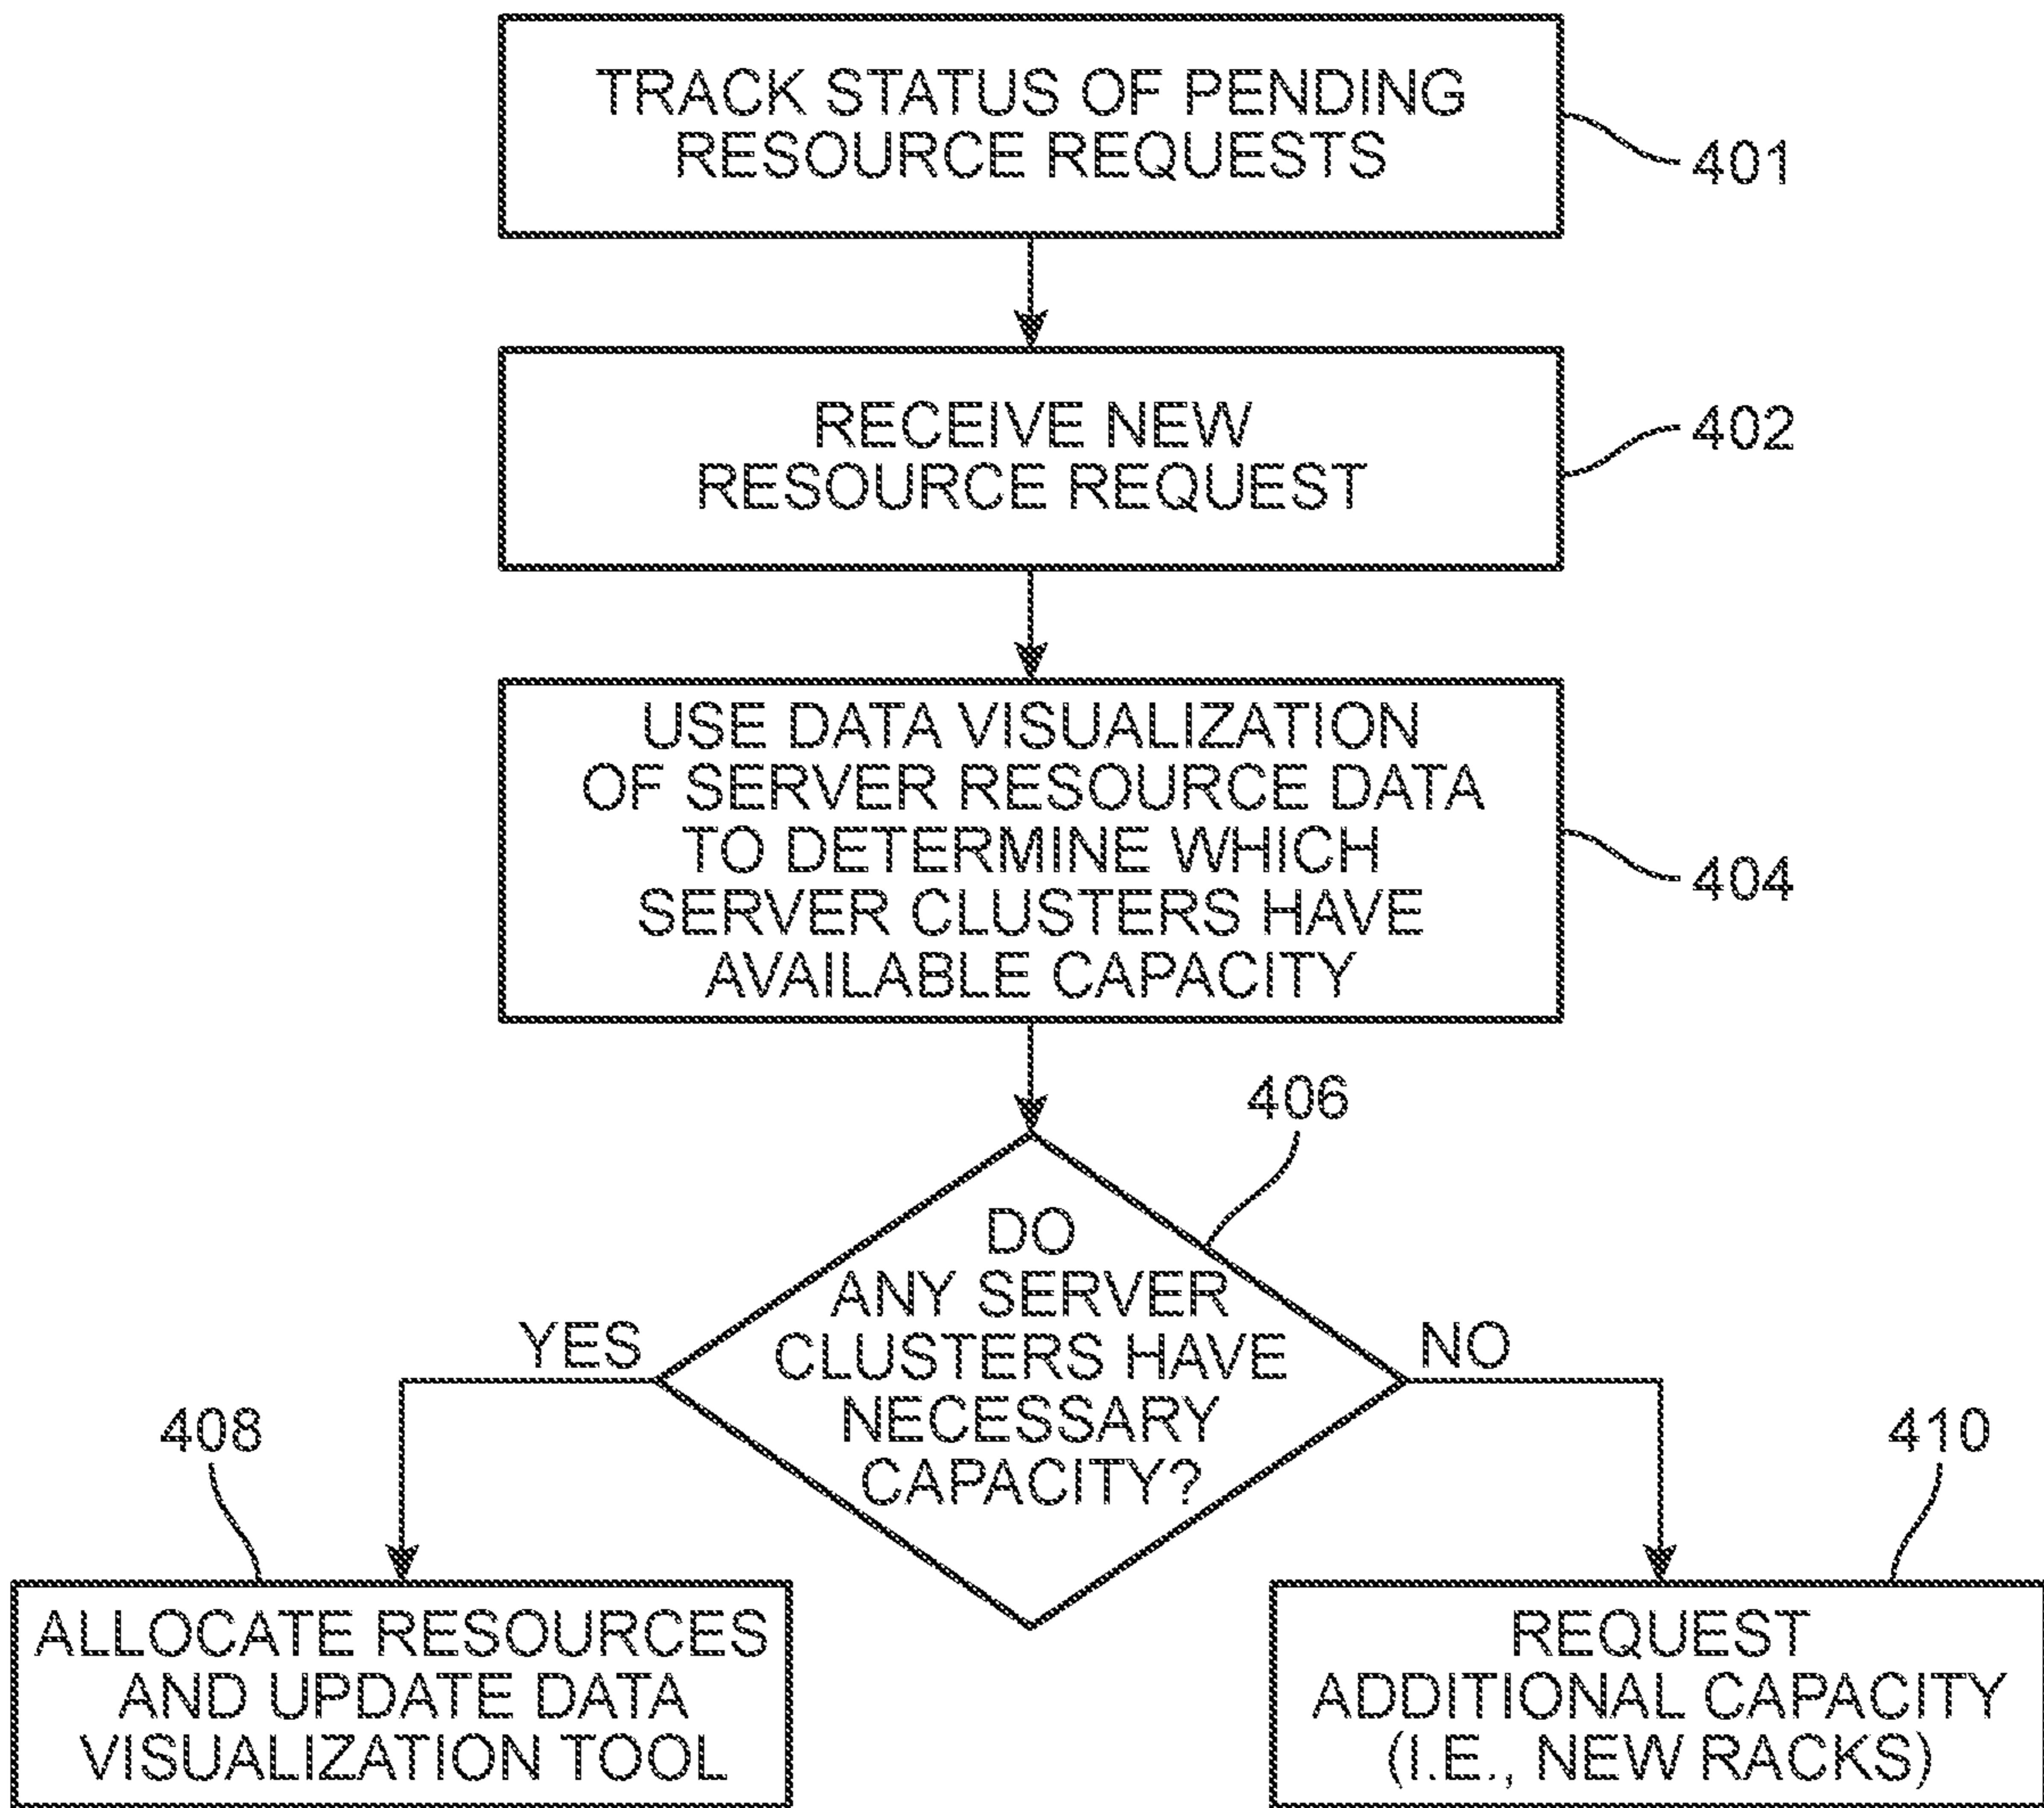 TRACK STATUS OF PENDING
RESOURCE REQUESTS
401
RECEIVE NEW
RESOURCE REQUEST
402
USE DATA VISUALIZATION
OF SERVER RESOURCE DATA
TO DETERMINE WHICH
SERVER CLUSTERS HAVE
AVAILABLE CAPACITY
404
406
DO
ANY SERVER
CLUSTERS HAVE
NECESSARY
CAPACITY?
YES
NO
408
ALLOCATE RESOURCES
AND UPDATE DATA
VISUALIZATION TOOL
410
REQUEST
ADDITIONAL CAPACITY
(I.E., NEW RACKS)